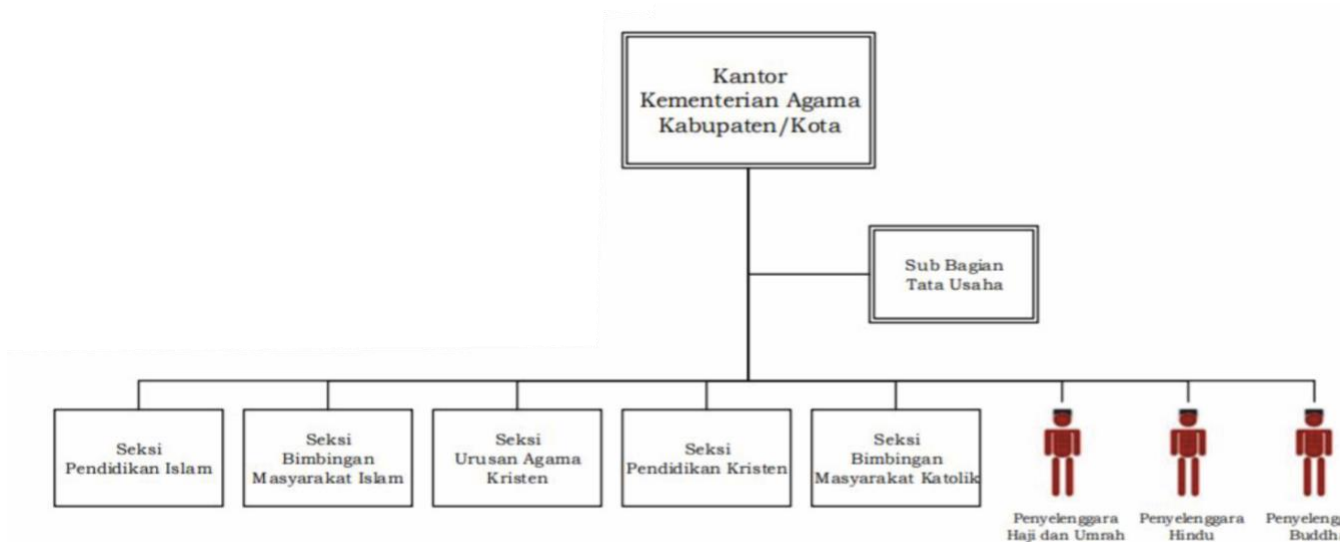 Kantor
Kementerian Agama
Kabupaten/Kota
Sub Bagian
Tata Usaha
Seksi
Pendidikan Islam
Seksi
Bimbingan
Masyarakat Islam
Seksi
Urusan Agama
Kristen
Seksi
Pendidikan Kristen
Seksi
Bimbingan
Masyarakat Katolik
Penyelenggara
Haji dan Umrah
Penyelenggara
Hindu